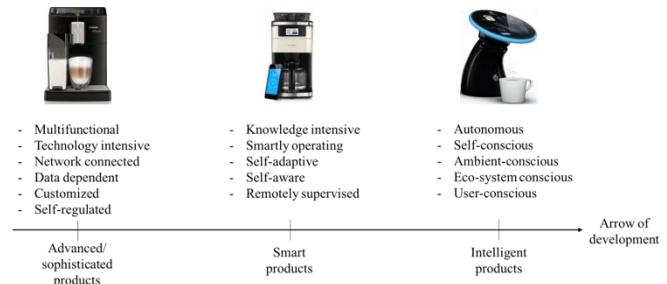 - Multifunctional
- Technology intensive
- Network connected
- Data dependent
- Customized
- Self-regulated
- Knowledge intensive
- Smartly operating
- Self-adaptive
- Self-aware
- Remotely supervised
- Autonomous
- Self-conscious
- Ambient-conscious
- Eco-system conscious
- User-conscious
Arrow of
development
Advanced/
sophisticated
products
Smart
products
Intelligent
products